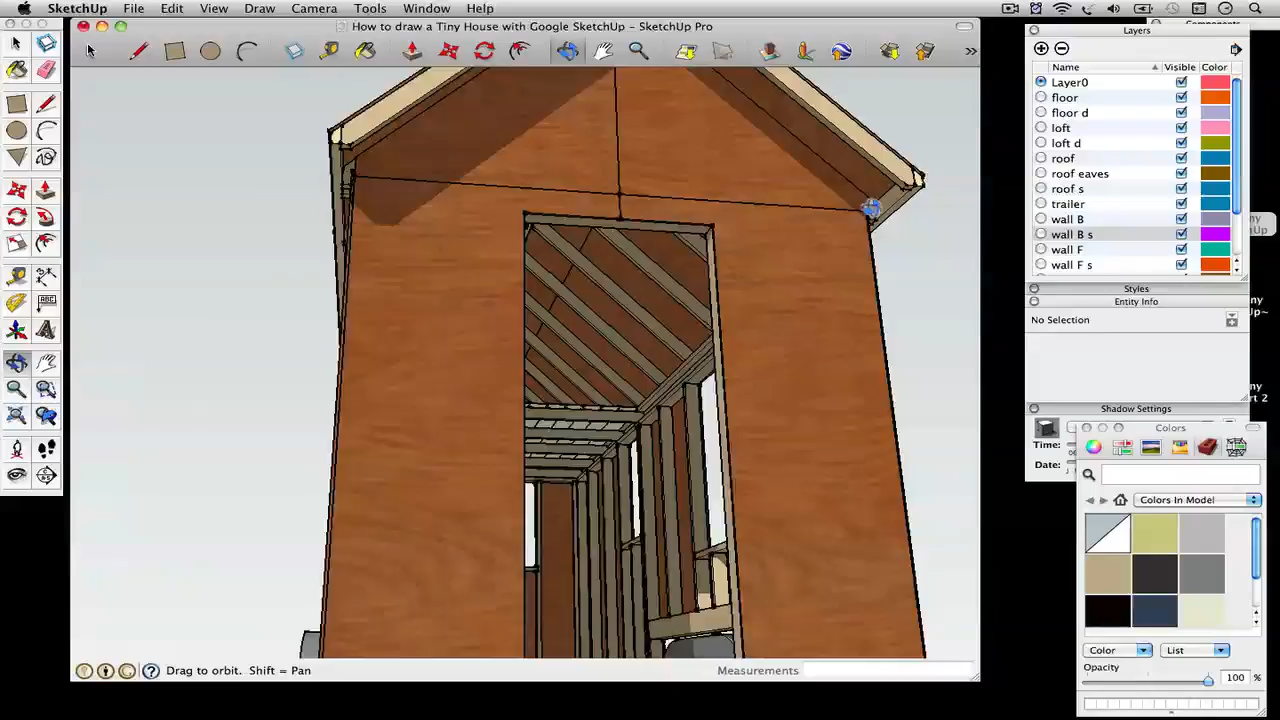 SketchUp File Edit View Draw Camera Tools Window Help
How to draw a Tiny House with Google SketchUp - SketchUp Pro
Layers
Name Visible Color
Layer0
floor
floor d
loft
loft d
roof
roof eaves
roof s
trailer
wall B
wall B s
wall F
wall F s
Styles
Entity Info
No Selection
Shadow Settings
Time:
Date:
Colors
Colors In Model
Color
List
Opacity
100 %
ABC
Drag to orbit. Shift = Pan
Measurements